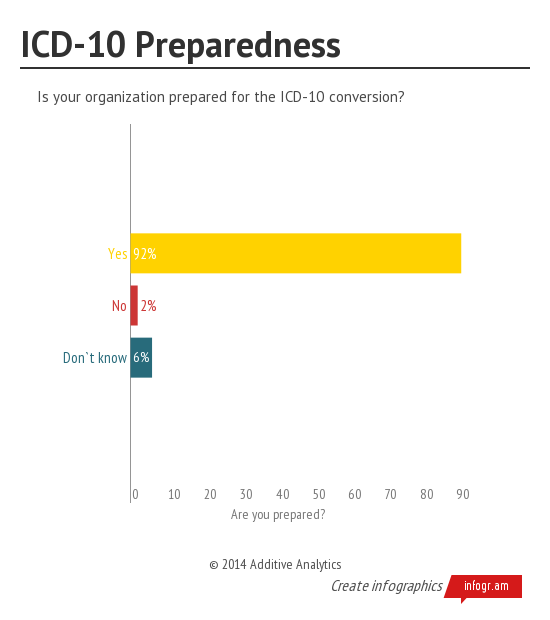 ICD-10 Preparedness
Is your organization prepared for the ICD-10 conversion?
Yes 92%
No 2%
Don`t know 6%
0 10 20 30 40 50 60 70 80 90
Are you prepared?
© 2014 Additive Analytics
Create infographics infogr.am